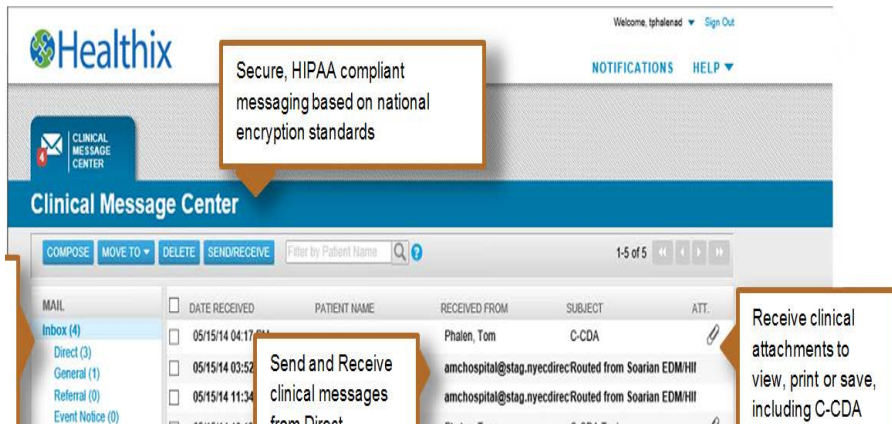 Welcome, tphalenad Sign Out
Healthix
NOTIFICATIONS HELP
Secure, HIPAA compliant
messaging based on national
encryption standards
4
CLINICAL
MESSAGE
CENTER
Clinical Message Center
COMPOSE MOVE TO DELETE SEND/RECEIVE Filter by Patient Name ? 1-5 of 5
MAIL
Inbox (4)
Direct (3)
General (1)
Referral (0)
Event Notice (0)
DATE RECEIVED PATIENT NAME RECEIVED FROM SUBJECT ATT.
05/15/14 04:17 PM Phalen, Tom C-CDA
05/15/14 03:52 amchospital@stag.nyecdirec Routed from Soarian EDM/HIM
05/15/14 11:34 amchospital@stag.nyecdirec Routed from Soarian EDM/HIM
Send and Receive
clinical messages
from Direct
Receive clinical
attachments to
view, print or save,
including C-CDA